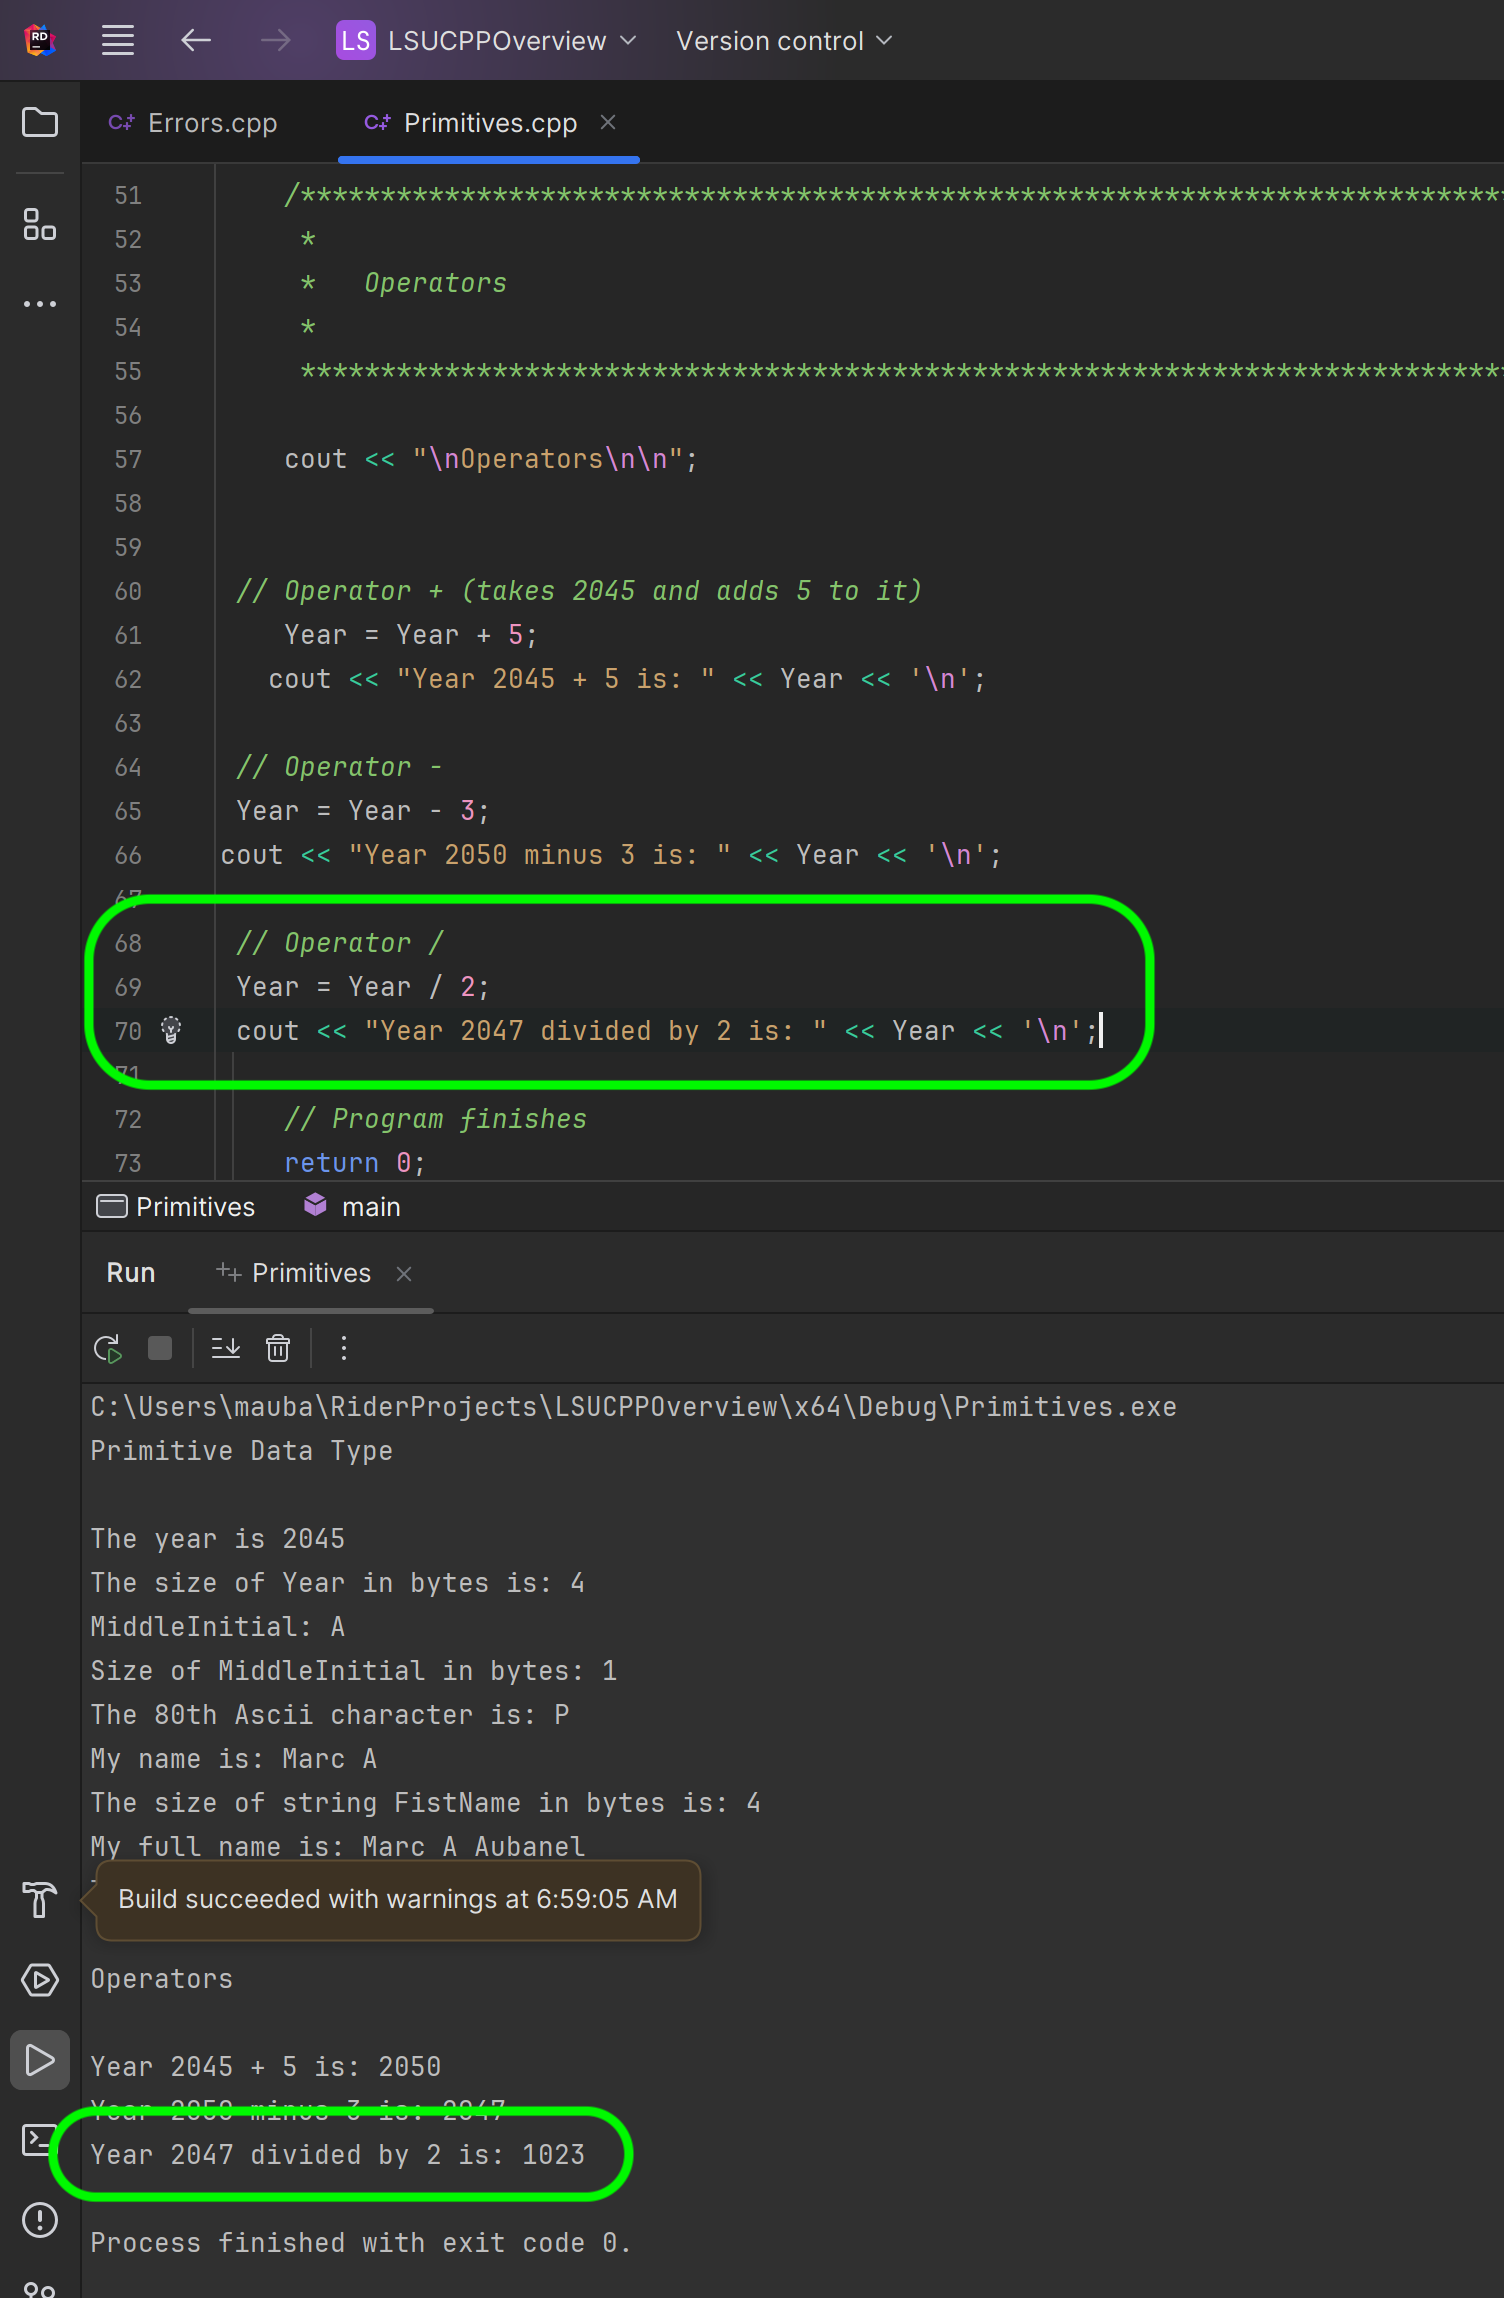 RD
LS LSUCPPOverview Version control
C++ Errors.cpp C++ Primitives.cpp
51 /***************************************************************************
52 *
53 * Operators
54 *
55 ***************************************************************************
56
57 cout << "\nOperators\n\n";
58
59
60 // Operator + (takes 2045 and adds 5 to it)
61 Year = Year + 5;
62 cout << "Year 2045 + 5 is: " << Year << '\n';
63
64 // Operator -
65 Year = Year - 3;
66 cout << "Year 2050 minus 3 is: " << Year << '\n';
67
68 // Operator /
69 Year = Year / 2;
70 cout << "Year 2047 divided by 2 is: " << Year << '\n';
71
72 // Program finishes
73 return 0;
Primitives main
Run Primitives
C:\Users\mauba\RiderProjects\LSUCPPOverview\x64\Debug\Primitives.exe
Primitive Data Type
The year is 2045
The size of Year in bytes is: 4
MiddleInitial: A
Size of MiddleInitial in bytes: 1
The 80th Ascii character is: P
My name is: Marc A
The size of string FistName in bytes is: 4
My full name is: Marc A Aubanel
Build succeeded with warnings at 6:59:05 AM
Operators
Year 2045 + 5 is: 2050
Year 2050 minus 3 is: 2047
Year 2047 divided by 2 is: 1023
Process finished with exit code 0.